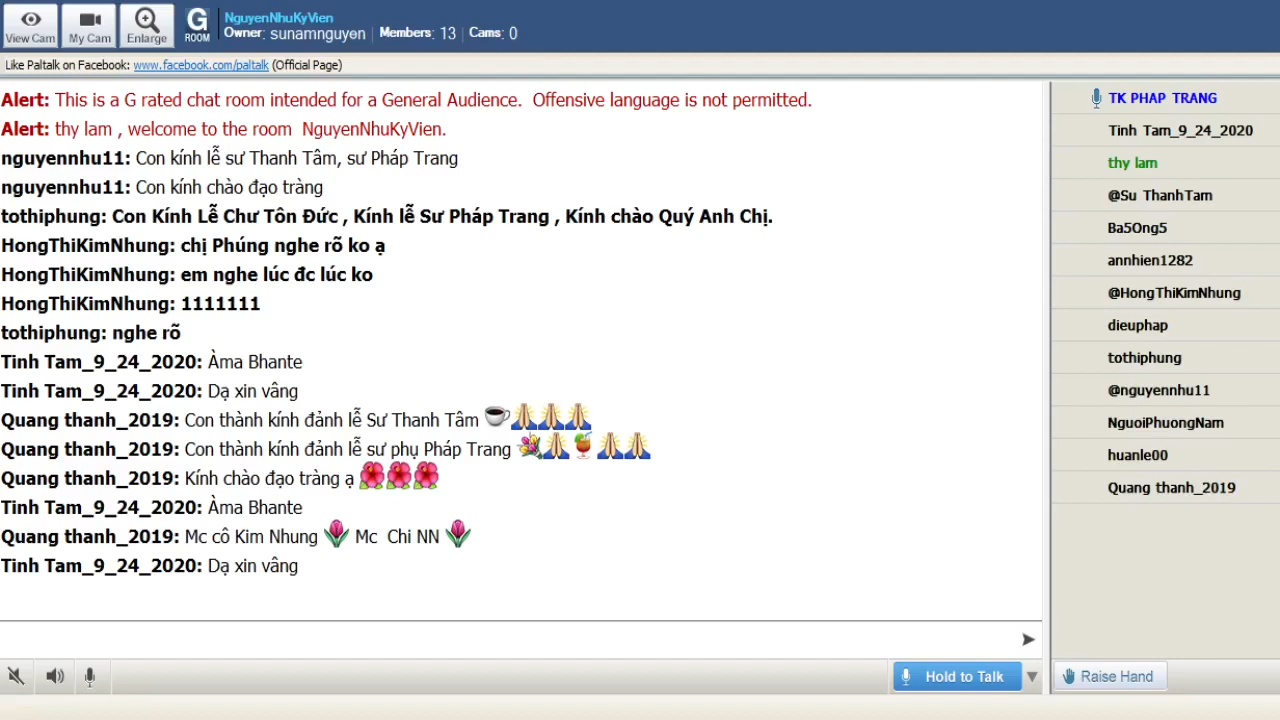 View Cam
My Cam
Enlarge
G
ROOM
NguyenNhuKyVien
Owner: sunamnguyen | Members: 13 | Cams: 0
Like Paltalk on Facebook: www.facebook.com/paltalk (Official Page)
Alert: This is a G rated chat room intended for a General Audience. Offensive language is not permitted.
Alert: thy lam , welcome to the room NguyenNhuKyVien.
nguyennhu11: Con kính lễ sư Thanh Tâm, sư Pháp Trang
nguyennhu11: Con kính chào đạo tràng
tothiphung: Con Kính Lễ Chư Tôn Đức , Kính lễ Sư Pháp Trang , Kính chào Quý Anh Chị.
HongThiKimNhung: chị Phúng nghe rõ ko ạ
HongThiKimNhung: em nghe lúc đc lúc ko
HongThiKimNhung: 1111111
tothiphung: nghe rõ
Tinh Tam_9_24_2020: Àma Bhante
Tinh Tam_9_24_2020: Dạ xin vâng
Quang thanh_2019: Con thành kính đảnh lễ Sư Thanh Tâm
Quang thanh_2019: Con thành kính đảnh lễ sư phụ Pháp Trang
Quang thanh_2019: Kính chào đạo tràng ạ
Tinh Tam_9_24_2020: Àma Bhante
Quang thanh_2019: Mc cô Kim Nhung Mc Chi NN
Tinh Tam_9_24_2020: Dạ xin vâng
TK PHAP TRANG
Tinh Tam_9_24_2020
thy lam
@Su ThanhTam
Ba5Ong5
annhien1282
@HongThiKimNhung
dieuphap
tothiphung
@nguyennhu11
NguoiPhuongNam
huanle00
Quang thanh_2019
Hold to Talk
Raise Hand